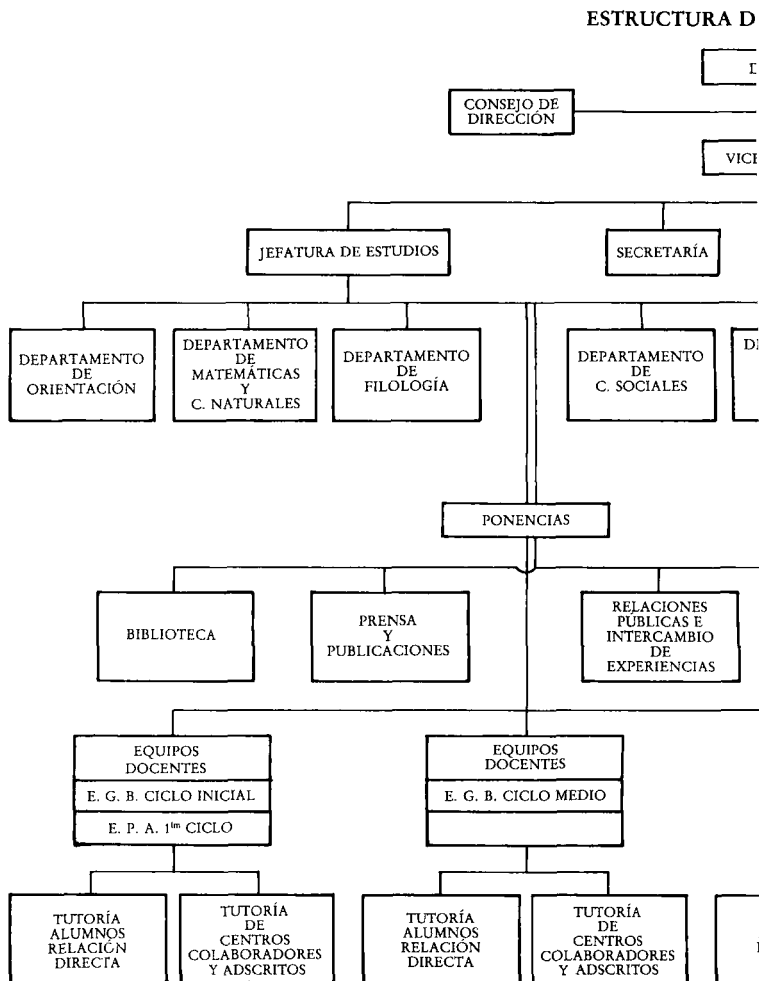 ESTRUCTURA D
CONSEJO DE
DIRECCIÓN
VICE
JEFATURA DE ESTUDIOS
SECRETARÍA
DEPARTAMENTO
DE
ORIENTACIÓN
DEPARTAMENTO
DE
MATEMÁTICAS
Y
C. NATURALES
DEPARTAMENTO
DE
FILOLOGÍA
DEPARTAMENTO
DE
C. SOCIALES
PONENCIAS
BIBLIOTECA
PRENSA
Y
PUBLICACIONES
RELACIONES
PÚBLICAS E
INTERCAMBIO
DE
EXPERIENCIAS
EQUIPOS
DOCENTES
E. G. B. CICLO INICIAL
E. P. A. 1ᵉʳ CICLO
EQUIPOS
DOCENTES
E. G. B. CICLO MEDIO
TUTORÍA
ALUMNOS
RELACIÓN
DIRECTA
TUTORÍA
DE
CENTROS
COLABORADORES
Y ADSCRITOS
TUTORÍA
ALUMNOS
RELACIÓN
DIRECTA
TUTORÍA
DE
CENTROS
COLABORADORES
Y ADSCRITOS